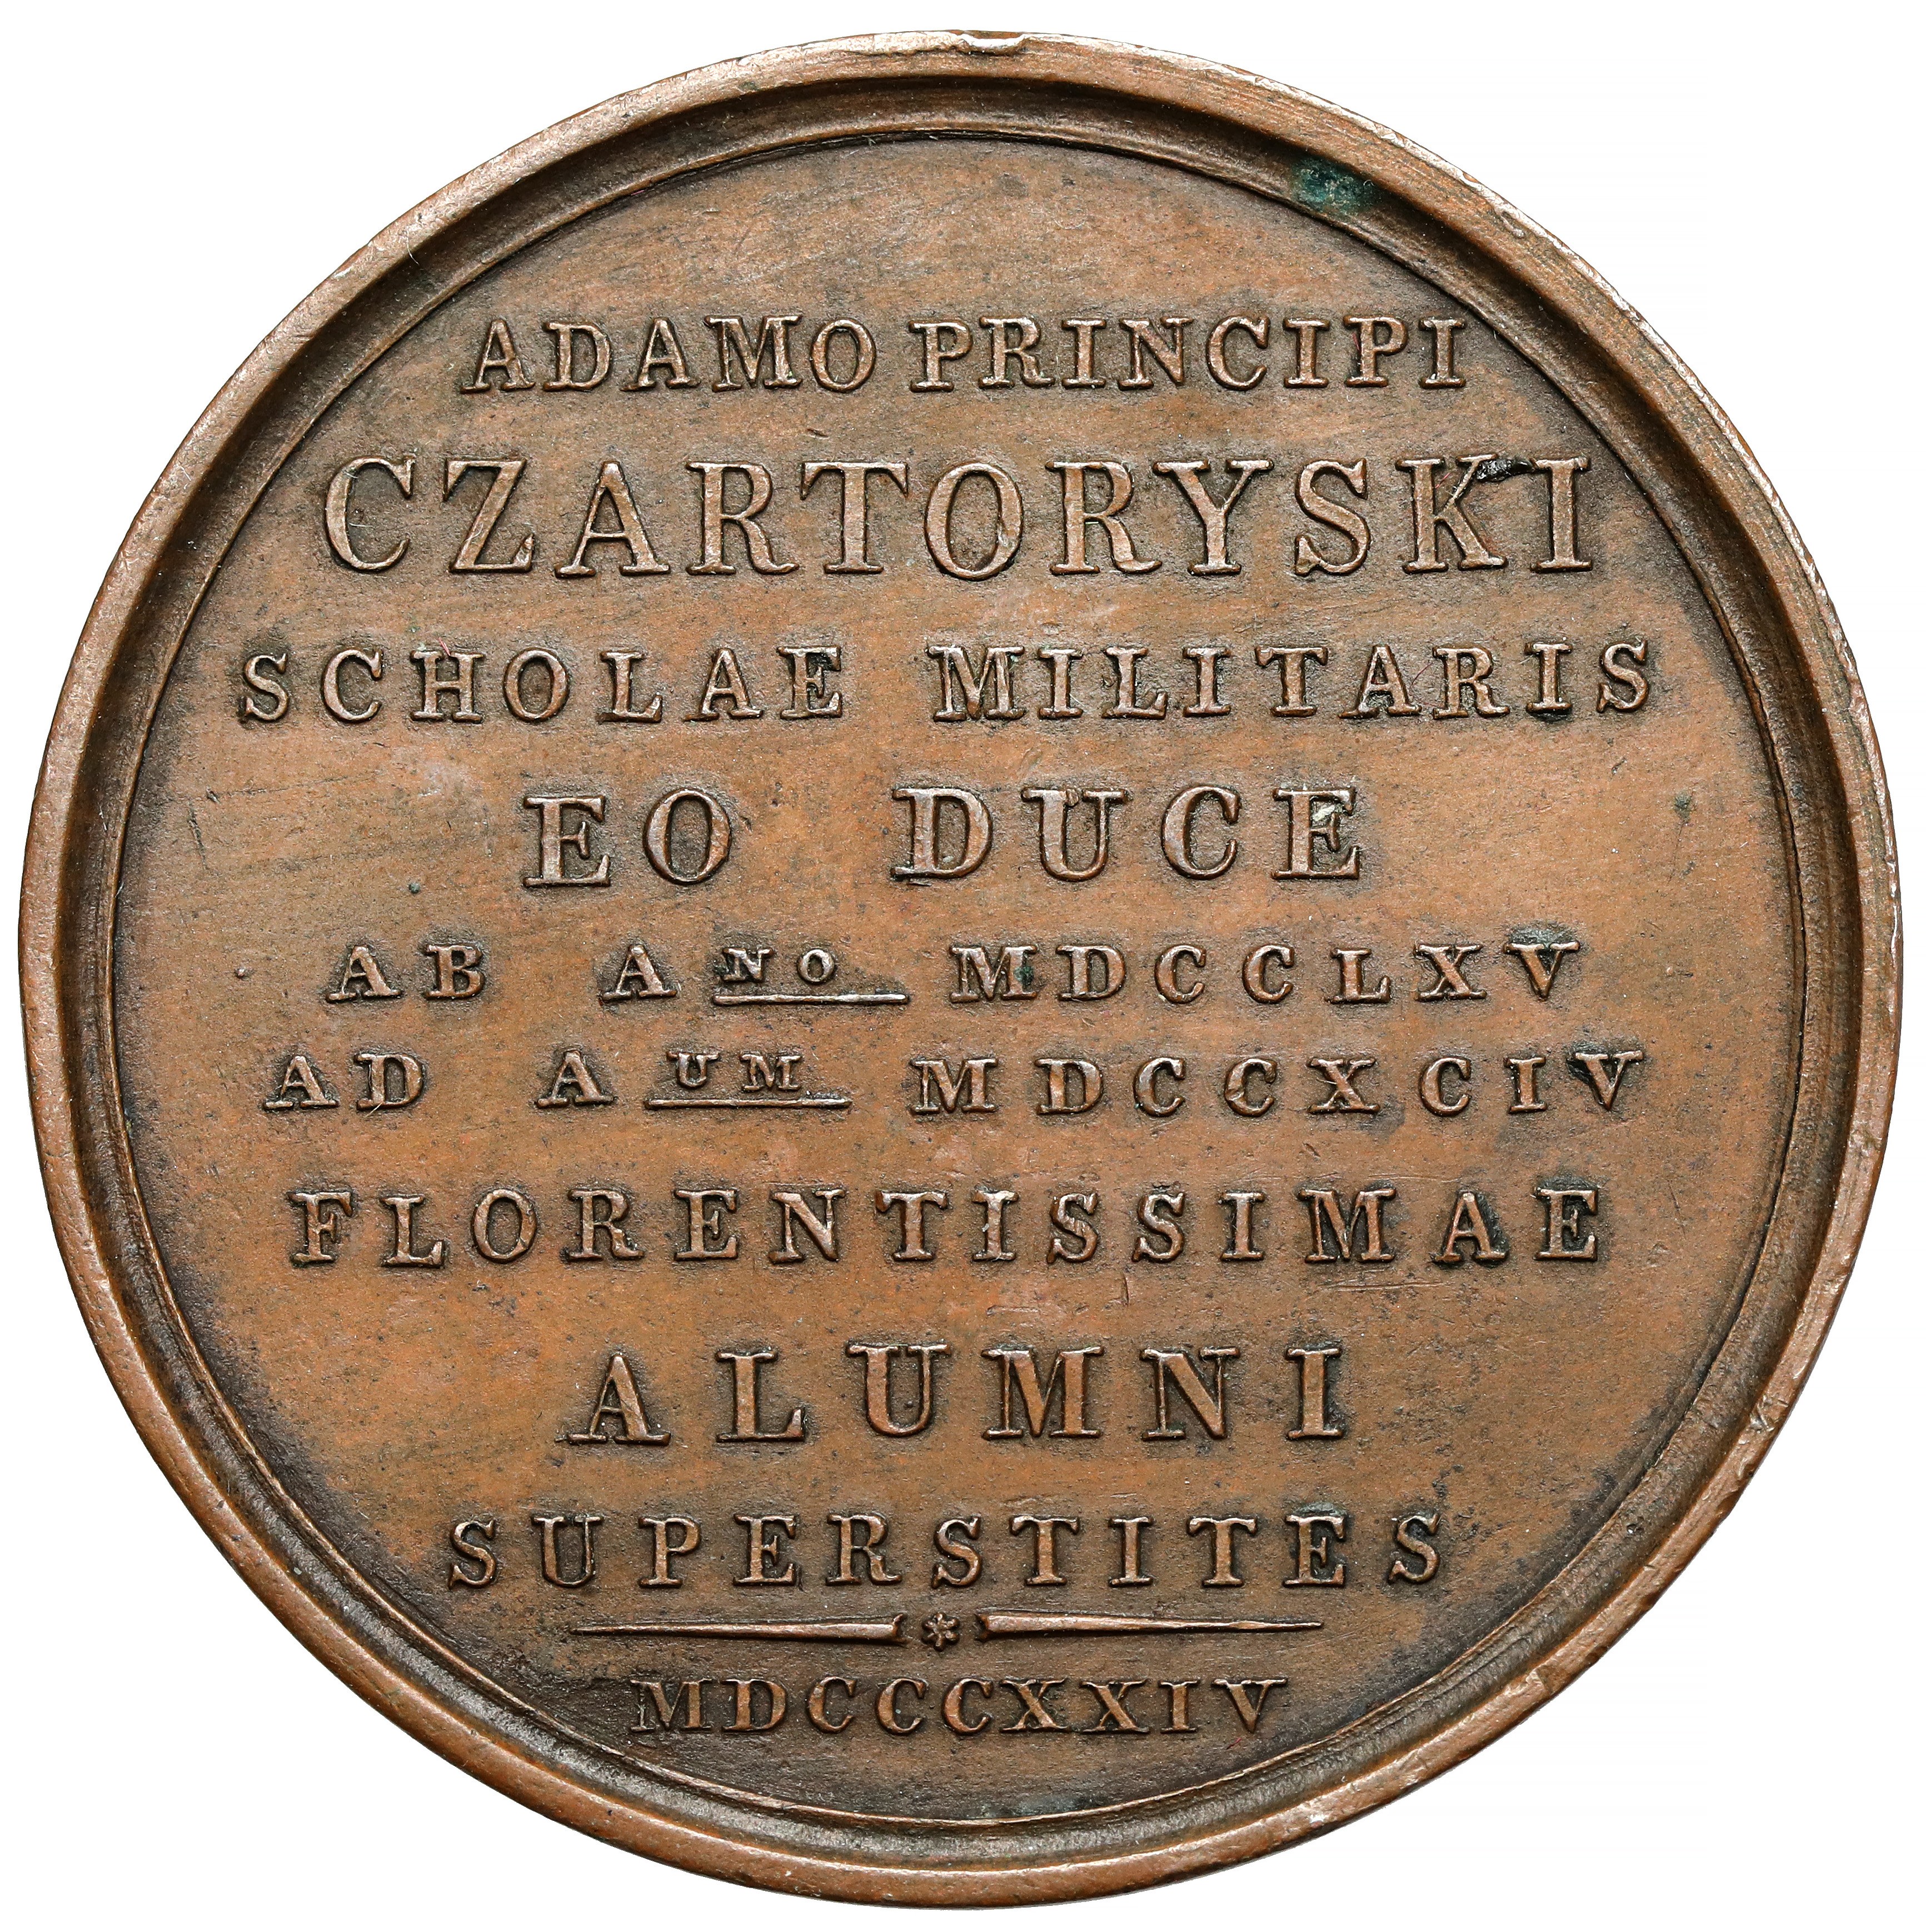 ADAMO PRINCIPI
CZARTORYSKI
SCHOLAE MILITARIS
EO DUCE
AB ANO MDCCLXV
AD AUM MDCCXCIV
FLORENTISSIMAE
ALUMNI
SUPERSTITES
MDCCCXXIV